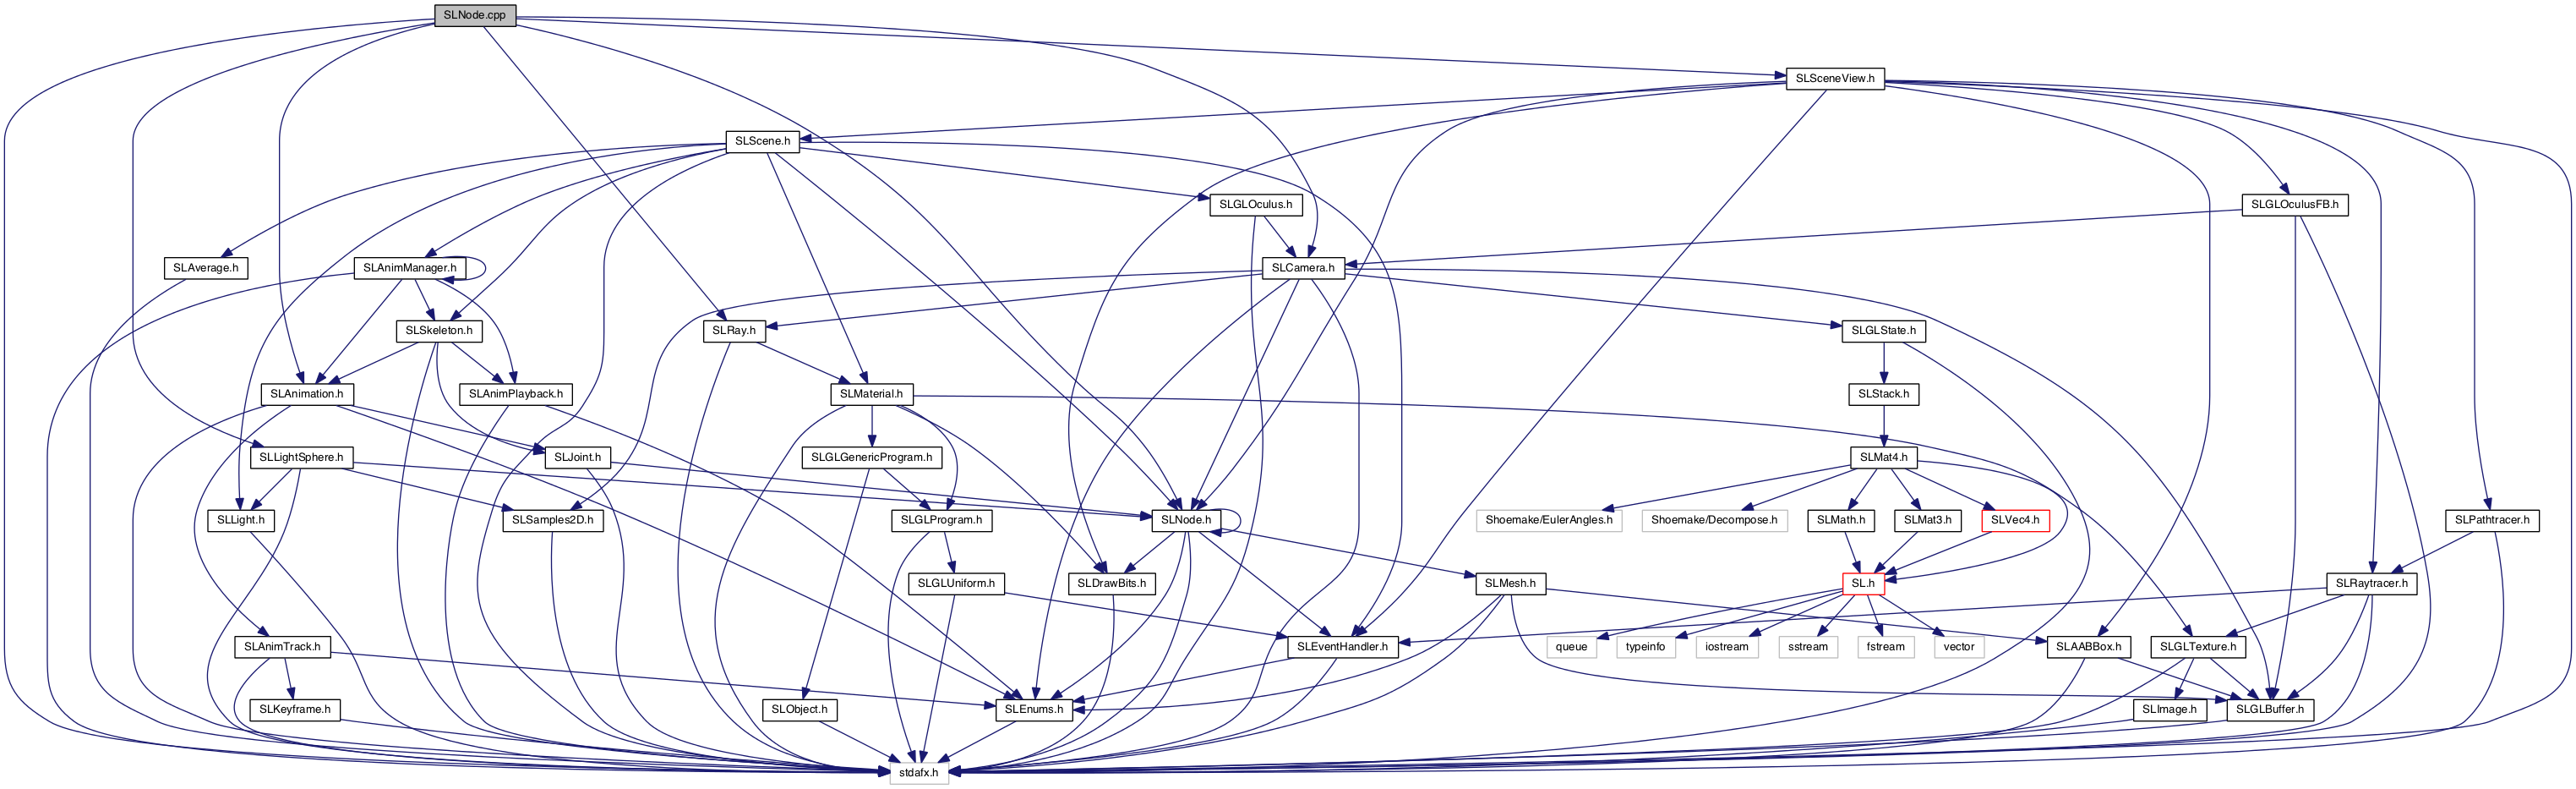 SLNode.cpp
SLSceneView.h
SLScene.h
SLGLOculus.h
SLGLOculusFB.h
SLAverage.h
SLAnimManager.h
SLCamera.h
SLSkeleton.h
SLRay.h
SLGLState.h
SLAnimation.h
SLAnimPlayback.h
SLMaterial.h
SLStack.h
SLLightSphere.h
SLJoint.h
SLGLGenericProgram.h
SLMat4.h
SLLight.h
SLSamples2D.h
SLGLProgram.h
SLNode.h
Shoemake/EulerAngles.h
Shoemake/Decompose.h
SLMath.h
SLMat3.h
SLVec4.h
SLPathtracer.h
SLGLUniform.h
SLDrawBits.h
SLMesh.h
SL.h
SLRaytracer.h
SLAnimTrack.h
SLEventHandler.h
queue
typeinfo
iostream
sstream
fstream
vector
SLAABBox.h
SLGLTexture.h
SLKeyframe.h
SLObject.h
SLEnums.h
SLImage.h
SLGLBuffer.h
stdafx.h